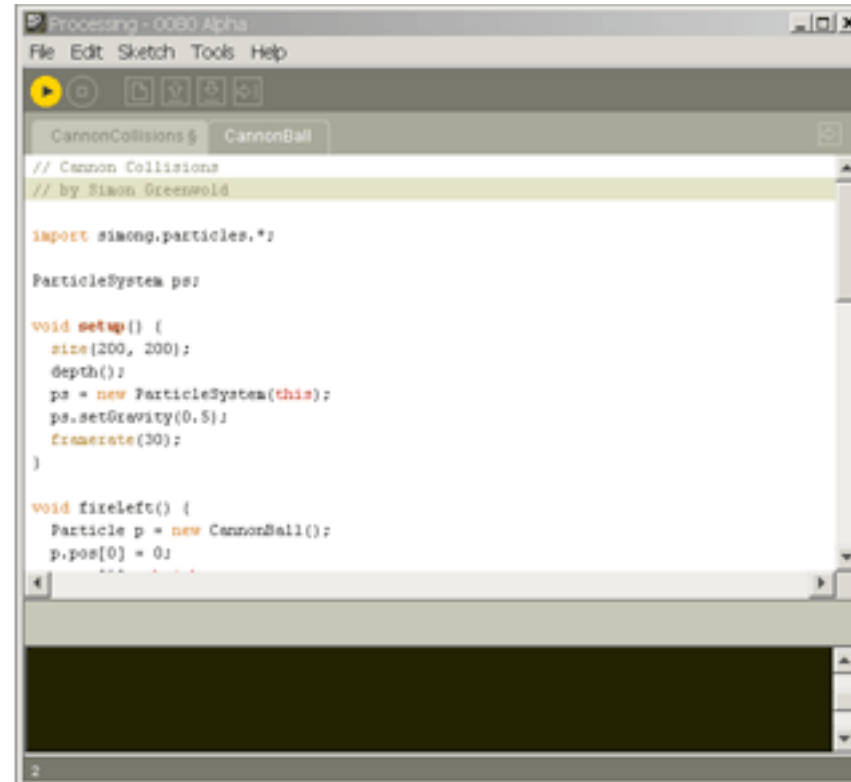 Processing - 0080 Alpha
File Edit Sketch Tools Help
CannonCollisions § CannonBall
// Cannon Collisions
// by Simon Greenwold
import simong.particles.*;
ParticleSystem ps;
void setup() {
size(200, 200);
depth();
ps = new ParticleSystem(this);
ps.setGravity(0.5);
framerate(30);
}
void fireLeft() {
Particle p = new CannonBall();
p.pos[0] = 0;
2